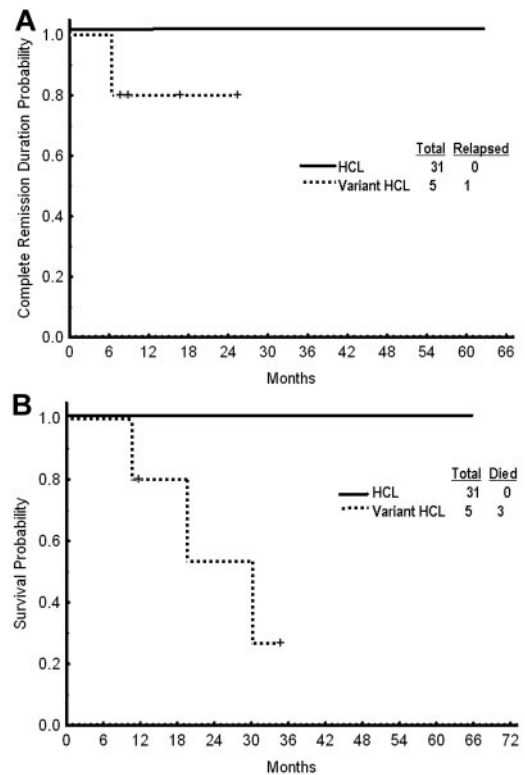 A
Complete Remission Duration Probability
1.0
0.8
0.6
0.4
0.2
0.0
Total Relapsed
HCL 31 0
Variant HCL 5 1
0 6 12 18 24 30 36 42 48 54 60 66
Months
B
Survival Probability
1.0
0.8
0.6
0.4
0.2
0.0
Total Died
HCL 31 0
Variant HCL 5 3
0 6 12 18 24 30 36 42 48 54 60 66 72
Months